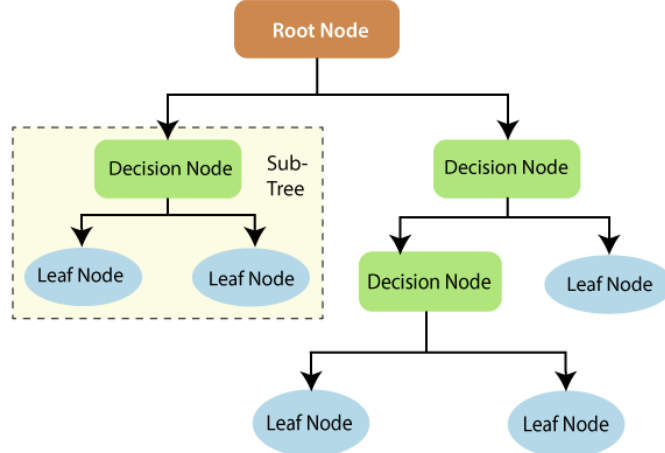 Root Node
Decision Node
Sub-
Tree
Decision Node
Leaf Node
Leaf Node
Decision Node
Leaf Node
Leaf Node
Leaf Node